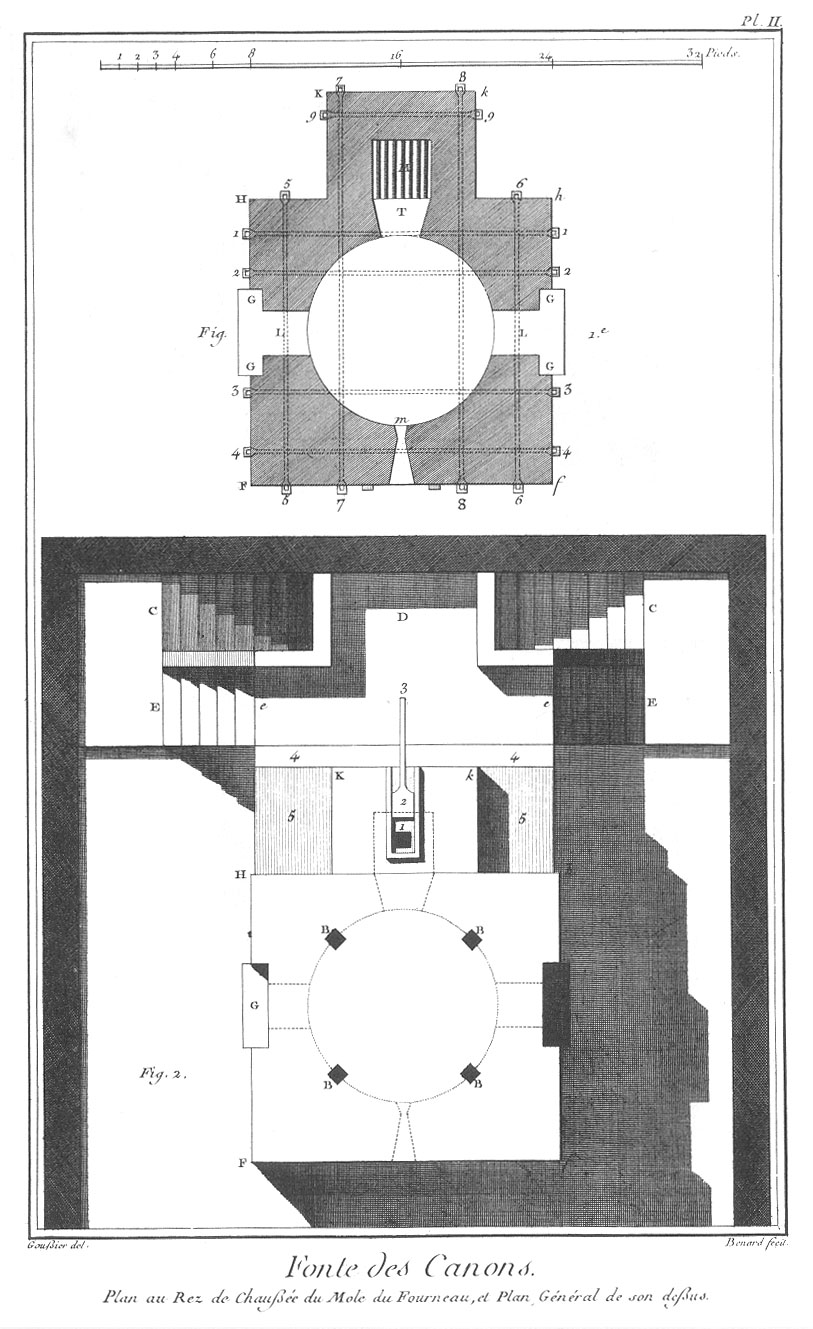 Pl. II.
1 2 3 4 6 8 16 24 32 Pieds.
7 8
K k
9 9
M
5 6
H h
T
1 1
2 2
G G
Fig. L L 1.e
G G
3 3
m
4 4
F f
5 7 8 6
C C
D
E e 3 e E
4 4
K k
2
5 1 5
H
B B
G
Fig. 2.
B B
F
Goußier del. Benard fecit.
Fonte des Canons.
Plan au Rez de Chaußée du Mole du Fourneau, et Plan Général de son deßus.